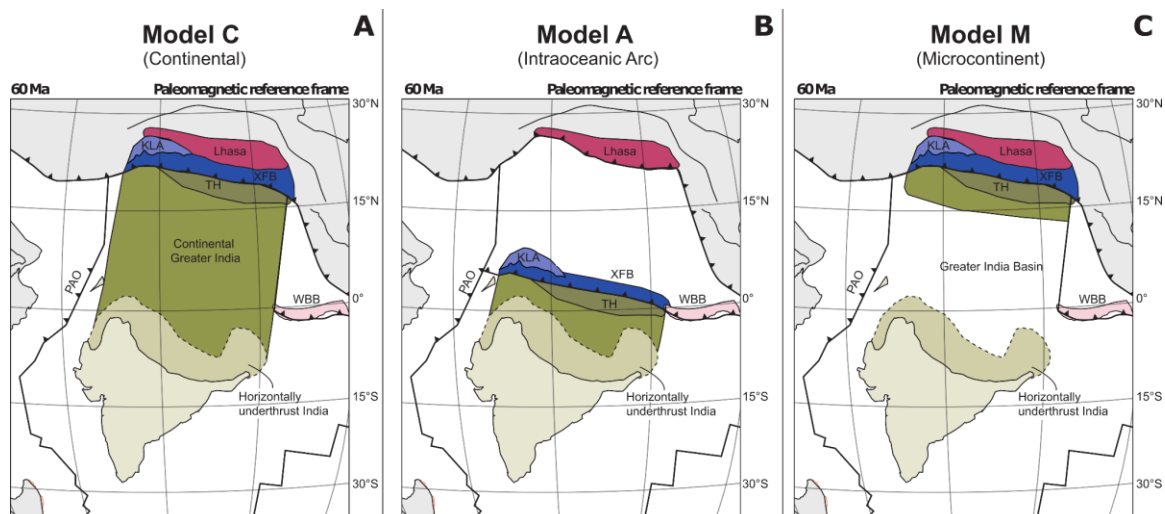 Model C
(Continental)
A
60 Ma
Paleomagnetic reference frame
30°N
Lhasa
KLA
XFB
TH
15°N
Continental
Greater India
PAO
WBB
0°
Horizontally
underthrust India
15°S
30°S
Model A
(Intraoceanic Arc)
B
60 Ma
Paleomagnetic reference frame
30°N
Lhasa
15°N
KLA
PAO
XFB
TH
WBB
0°
Horizontally
underthrust India
15°S
30°S
Model M
(Microcontinent)
C
60 Ma
Paleomagnetic reference frame
30°N
Lhasa
KLA
XFB
TH
15°N
Greater India Basin
PAO
WBB
0°
Horizontally
underthrust India
15°S
30°S